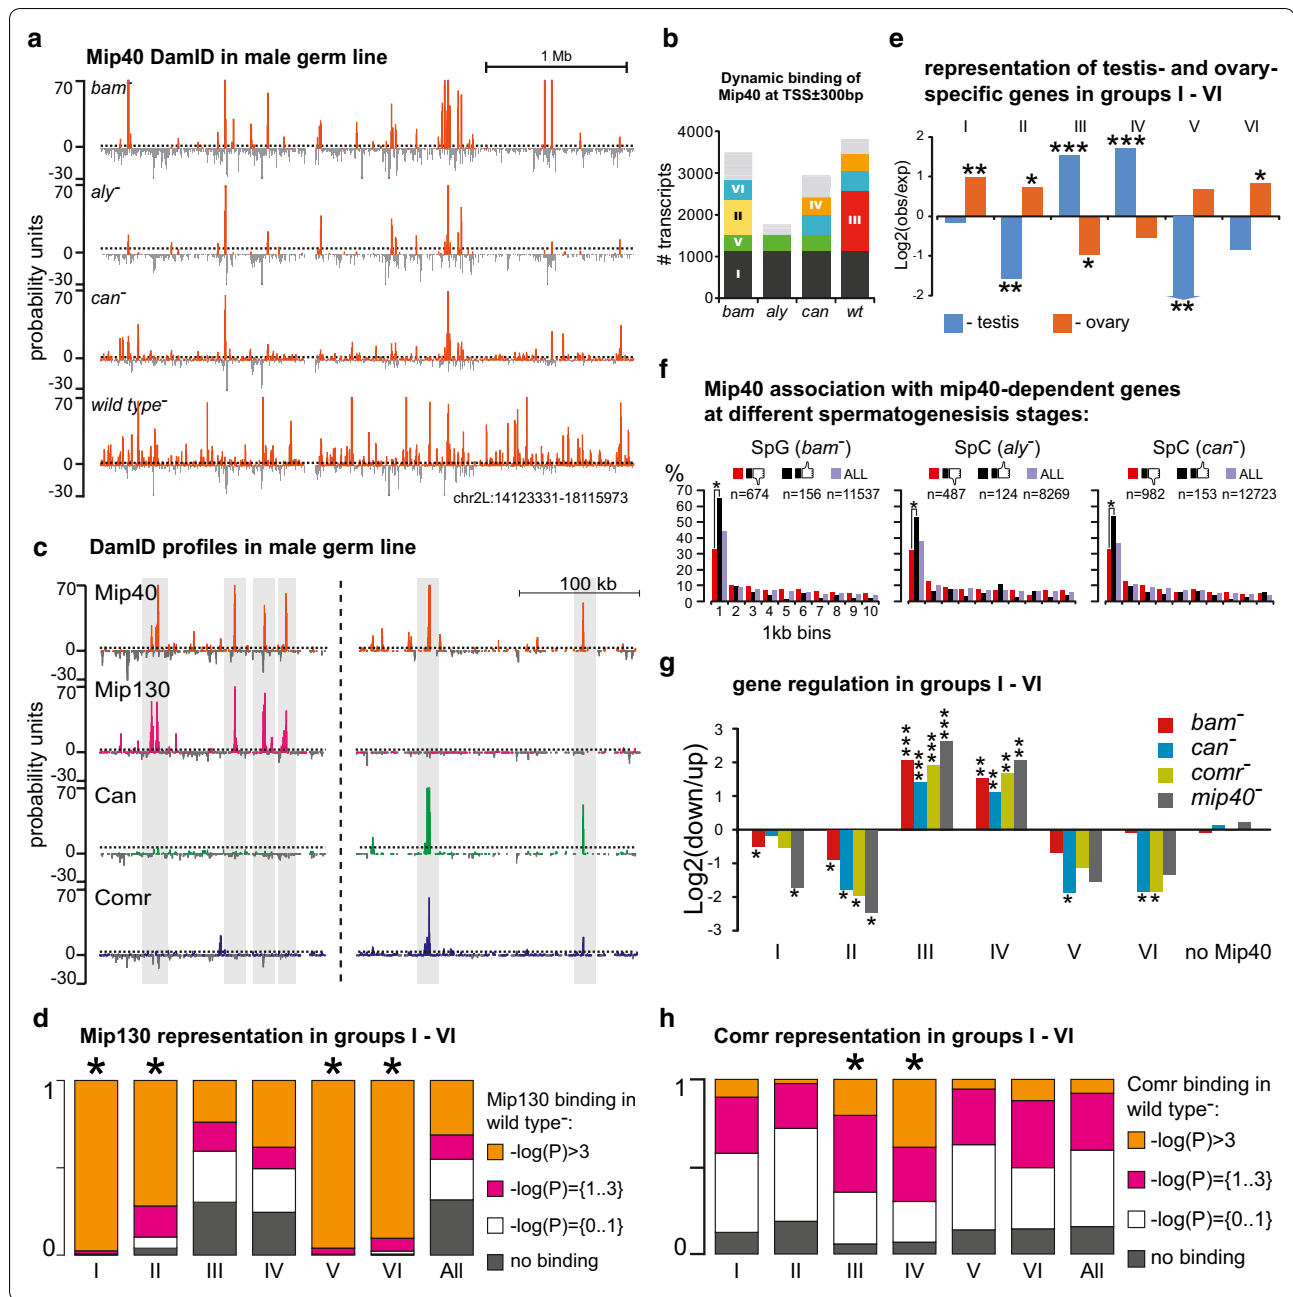 a
Mip40 DamID in male germ line
1 Mb
probability units
70
0
-30
bam-
70
0
-30
aly-
70
0
-30
can-
70
0
-30
wild type-
chr2L:14123331-18115973
b
Dynamic binding of
Mip40 at TSS±300bp
# transcripts
4000
3000
2000
1000
0
VI
II
V
I
IV
III
bam aly can wt
e
representation of testis- and ovary-
specific genes in groups I - VI
I II III IV V VI
Log2(obs/exp)
2
0
-2
** * *** *** *
** * **
- testis - ovary
f
Mip40 association with mip40-dependent genes
at different spermatogenesisis stages:
SpG (bam-) SpC (aly-) SpC (can-)
ALL ALL ALL
n=674 n=156 n=11537 n=487 n=124 n=8269 n=982 n=153 n=12723
%
70
60
50
40
30
20
10
0
* * *
1 2 3 4 5 6 7 8 9 10
1kb bins
c
DamID profiles in male germ line
100 kb
probability units
70
0
-30
Mip40
70
0
-30
Mip130
70
0
-30
Can
70
0
-30
Comr
g
gene regulation in groups I - VI
Log2(down/up)
3
2
1
0
-1
-2
-3
*** *** *** *** ** ** ** **
* * * * * * * * *
bam-
can-
comr-
mip40-
I II III IV V VI no Mip40
d
Mip130 representation in groups I - VI
* * * *
1
0
I II III IV V VI All
Mip130 binding in
wild type-:
-log(P)>3
-log(P)={1..3}
-log(P)={0..1}
no binding
h
Comr representation in groups I - VI
* *
1
0
I II III IV V VI All
Comr binding in
wild type-:
-log(P)>3
-log(P)={1..3}
-log(P)={0..1}
no binding